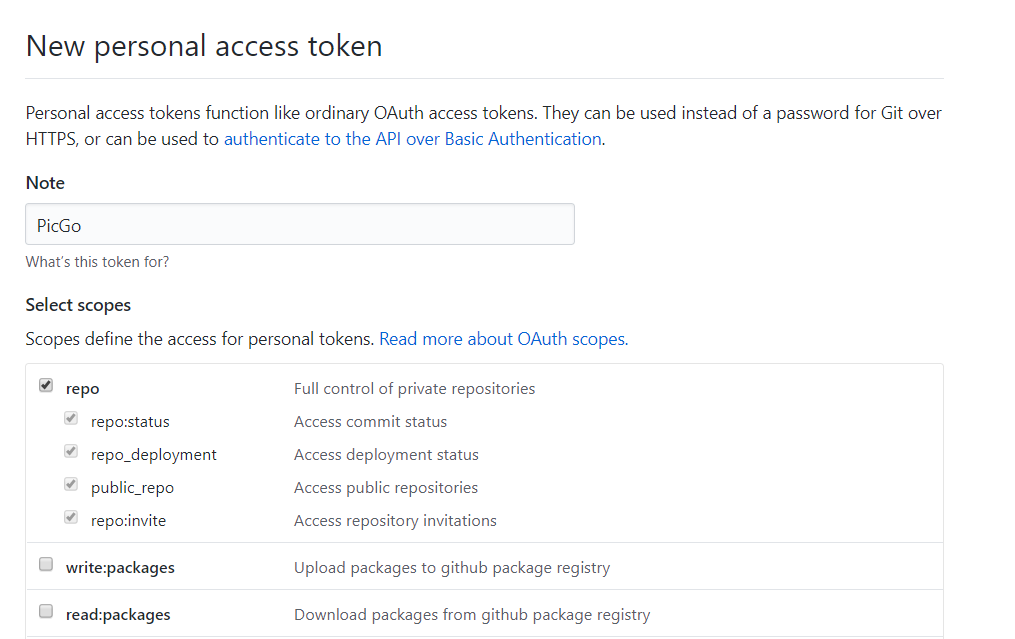 New personal access token
Personal access tokens function like ordinary OAuth access tokens. They can be used instead of a password for Git over
HTTPS, or can be used to authenticate to the API over Basic Authentication.
Note
PicGo
What's this token for?
Select scopes
Scopes define the access for personal tokens. Read more about OAuth scopes.
repo Full control of private repositories
repo:status Access commit status
repo_deployment Access deployment status
public_repo Access public repositories
repo:invite Access repository invitations
write:packages Upload packages to github package registry
read:packages Download packages from github package registry